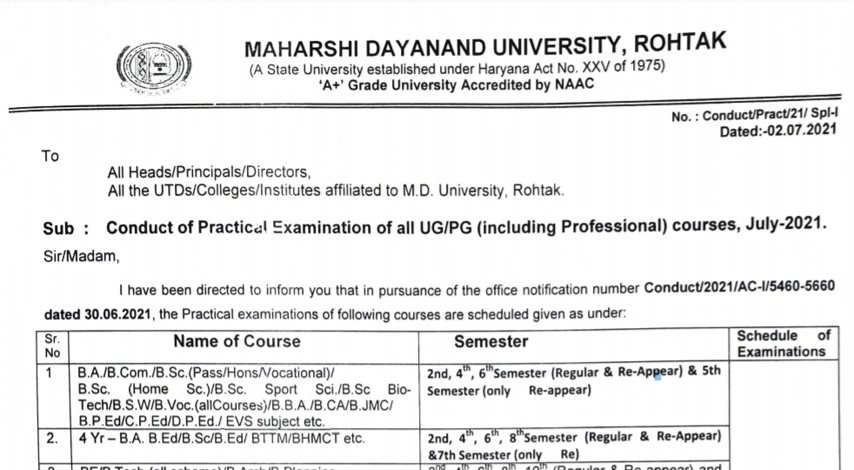 MAHARSHI DAYANAND UNIVERSITY, ROHTAK
(A State University established under Haryana Act No. XXV of 1975)
'A+' Grade University Accredited by NAAC
No. : Conduct/Pract/21/ Spl-I
Dated:-02.07.2021
To
All Heads/Principals/Directors,
All the UTDs/Colleges/Institutes affiliated to M.D. University, Rohtak.
Sub : Conduct of Practical Examination of all UG/PG (including Professional) courses, July-2021.
Sir/Madam,
I have been directed to inform you that in pursuance of the office notification number Conduct/2021/AC-I/5460-5660
dated 30.06.2021, the Practical examinations of following courses are scheduled given as under:
Sr. No
Name of Course
Semester
Schedule of Examinations
1
B.A./B.Com./B.Sc.(Pass/Hons/Vocational)/
B.Sc. (Home Sc.)/B.Sc. Sport Sci./B.Sc Bio-
Tech/B.S.W/B.Voc.(allCourses)/B.B.A./B.CA/B.JMC/
B.P.Ed/C.P.Ed/D.P.Ed./ EVS subject etc.
2nd, 4th, 6thSemester (Regular & Re-Appear) & 5th
Semester (only Re-appear)
2.
4 Yr – B.A. B.Ed/B.Sc/B.Ed/ BTTM/BHMCT etc.
2nd, 4th, 6th, 8thSemester (Regular & Re-Appear)
&7th Semester (only Re)